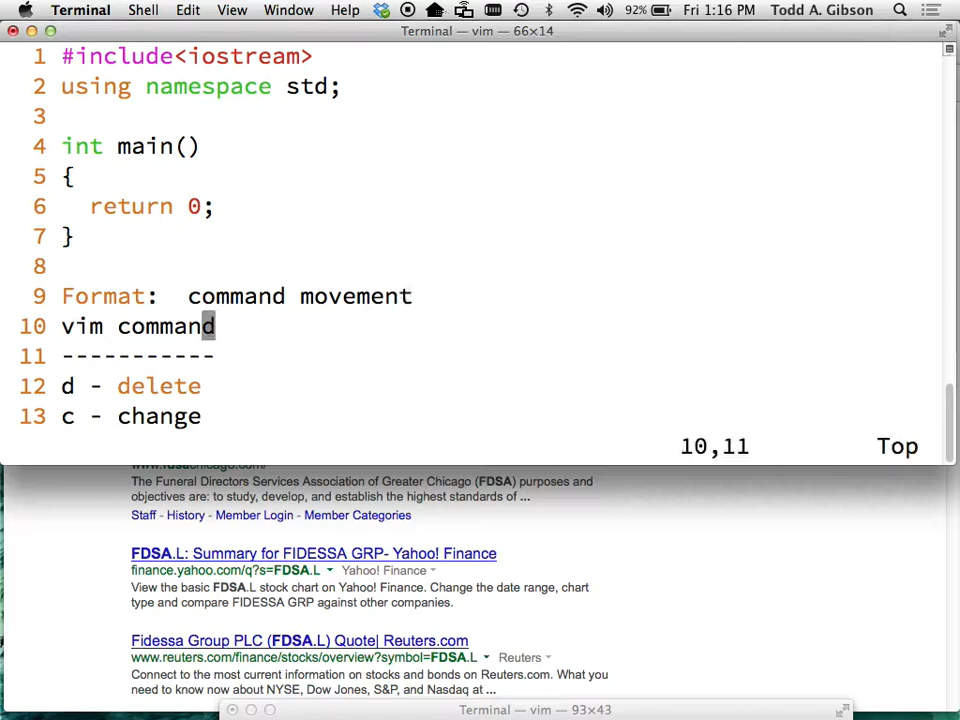 Terminal Shell Edit View Window Help 92% Fri 1:16 PM Todd A. Gibson
Terminal — vim — 66×14
1 #include<iostream>
2 using namespace std;
3
4 int main()
5 {
6   return 0;
7 }
8
9 Format:  command movement
10 vim command
11 -----------
12 d - delete
13 c - change
10,11 Top
The Funeral Directors Services Association of Greater Chicago (FDSA) purposes and
objectives are: to study, develop, and establish the highest standards of ...
Staff - History - Member Login - Member Categories
FDSA.L: Summary for FIDESSA GRP- Yahoo! Finance
finance.yahoo.com/q?s=FDSA.L Yahoo! Finance
View the basic FDSA.L stock chart on Yahoo! Finance. Change the date range, chart
type and compare FIDESSA GRP against other companies.
Fidessa Group PLC (FDSA.L) Quote| Reuters.com
www.reuters.com/finance/stocks/overview?symbol=FDSA.L Reuters
Connect to the most current information on stocks and bonds on Reuters.com. Here you
need to know now about NYSE, Dow Jones, S&P, and Nasdaq at ...
Terminal — vim — 93×43